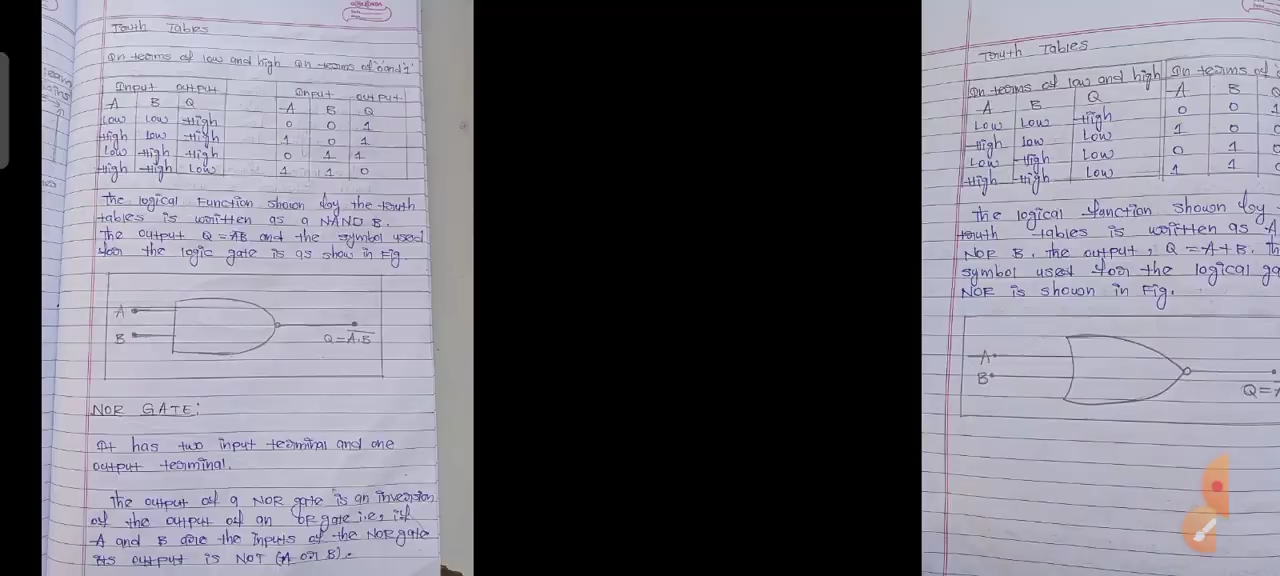 Truth Tables
In terms of low and high In terms of '0' and '1'
Input output Input output
A B Q A B Q
Low Low High 0 0 1
High Low High 1 0 1
Low High High 0 1 1
High High Low 1 1 0
The logical Function shown by the truth
tables is written as a NAND B.
The output Q = AB and the symbol used
for the logic gate is as show in Fig.
A
B
Q = A.B
NOR GATE:
It has two input terminal and one
output terminal.
The output of a NOR gate is an inversion
of the output of an OR gate i.e, if
A and B are the inputs of the NOR gate
its output is NOT (A or B).
Truth Tables
In terms of low and high In terms of
A B Q A B Q
Low Low High 0 0 1
High Low Low 1 0 0
Low High Low 0 1 0
High High Low 1 1 0
The logical function shown by
truth tables is written as A
NOR B. The output, Q = A+B. The
symbol used for the logical ga
NOR is shown in Fig.
A
B
Q =